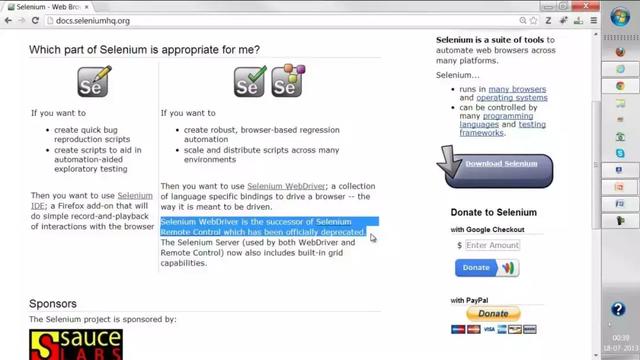 Selenium - Web Brow
docs.seleniumhq.org
Which part of Selenium is appropriate for me?
Se
Se
Se
If you want to
• create quick bug
reproduction scripts
• create scripts to aid in
automation-aided
exploratory testing
Then you want to use Selenium
IDE; a Firefox add-on that will
do simple record-and-playback
of interactions with the browser
If you want to
• create robust, browser-based regression
automation
• scale and distribute scripts across many
environments
Then you want to use Selenium WebDriver; a collection
of language specific bindings to drive a browser -- the
way it is meant to be driven.
Selenium WebDriver is the successor of Selenium
Remote Control which has been officially deprecated.
The Selenium Server (used by both WebDriver and
Remote Control) now also includes built-in grid
capabilities.
Sponsors
The Selenium project is sponsored by:
sauce
LABS
Selenium is a suite of tools to
automate web browsers across
many platforms.
Selenium...
• runs in many browsers
and operating systems
• can be controlled by
many programming
languages and testing
frameworks.
Download Selenium
Donate to Selenium
with Google Checkout
$ Enter Amount
Donate
with PayPal
Donate
00:39
18-07-2013